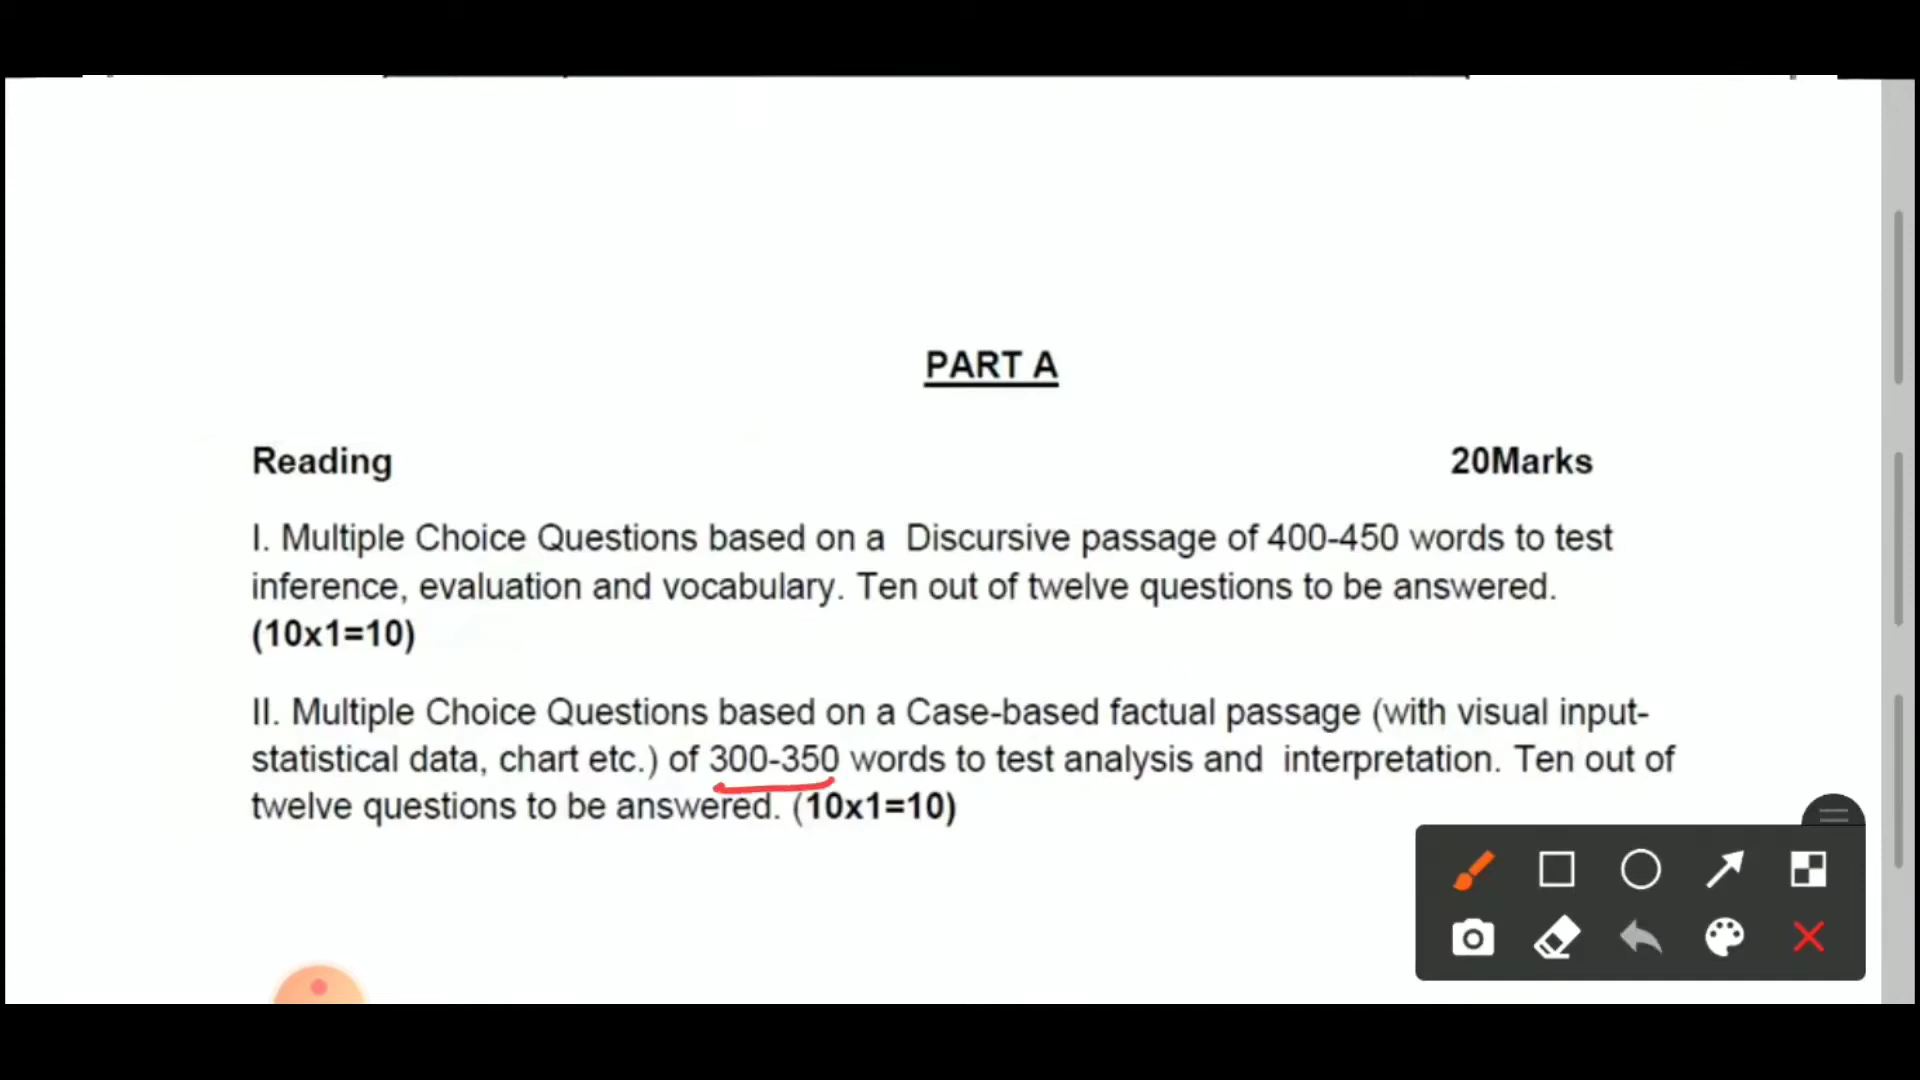 PART A
Reading 20Marks
I. Multiple Choice Questions based on a Discursive passage of 400-450 words to test
inference, evaluation and vocabulary. Ten out of twelve questions to be answered.
(10x1=10)
II. Multiple Choice Questions based on a Case-based factual passage (with visual input-
statistical data, chart etc.) of 300-350 words to test analysis and interpretation. Ten out of
twelve questions to be answered. (10x1=10)